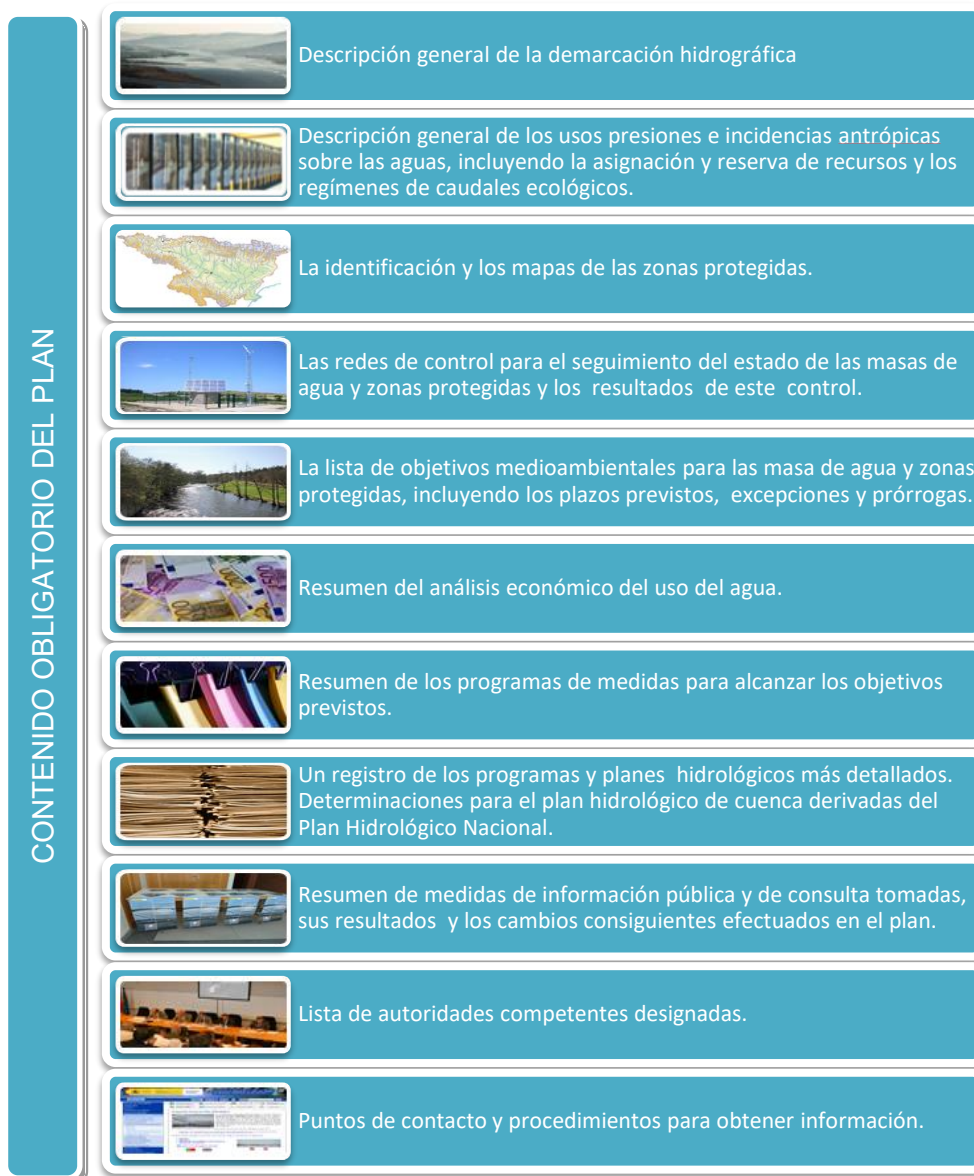 CONTENIDO OBLIGATORIO DEL PLAN
Descripción general de la demarcación hidrográfica
Descripción general de los usos presiones e incidencias antrópicas
sobre las aguas, incluyendo la asignación y reserva de recursos y los
regímenes de caudales ecológicos.
La identificación y los mapas de las zonas protegidas.
Las redes de control para el seguimiento del estado de las masas de
agua y zonas protegidas y los resultados de este control.
La lista de objetivos medioambientales para las masa de agua y zonas
protegidas, incluyendo los plazos previstos, excepciones y prórrogas.
Resumen del análisis económico del uso del agua.
Resumen de los programas de medidas para alcanzar los objetivos
previstos.
Un registro de los programas y planes hidrológicos más detallados.
Determinaciones para el plan hidrológico de cuenca derivadas del
Plan Hidrológico Nacional.
Resumen de medidas de información pública y de consulta tomadas,
sus resultados y los cambios consiguientes efectuados en el plan.
Lista de autoridades competentes designadas.
Puntos de contacto y procedimientos para obtener información.